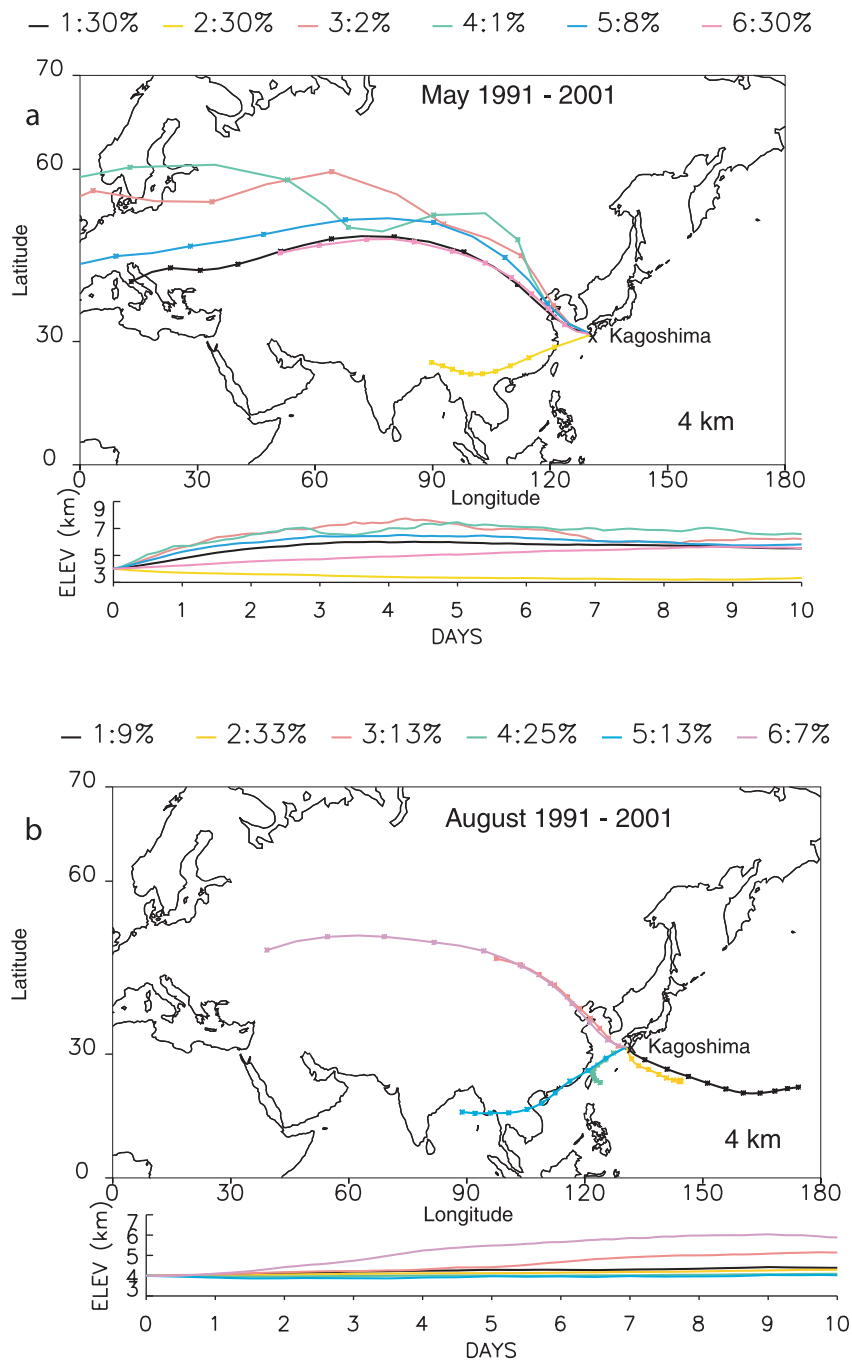 1:30% 2:30% 3:2% 4:1% 5:8% 6:30%
70
a
May 1991 - 2001
60
Latitude
30
Kagoshima
4 km
0
0 30 60 90 120 150 180
Longitude
ELEV (km)
9
7
5
3
0 1 2 3 4 5 6 7 8 9 10
DAYS
1:9% 2:33% 3:13% 4:25% 5:13% 6:7%
70
b
August 1991 - 2001
60
Latitude
30
Kagoshima
4 km
0
0 30 60 90 120 150 180
Longitude
ELEV (km)
7
6
5
4
3
0 1 2 3 4 5 6 7 8 9 10
DAYS